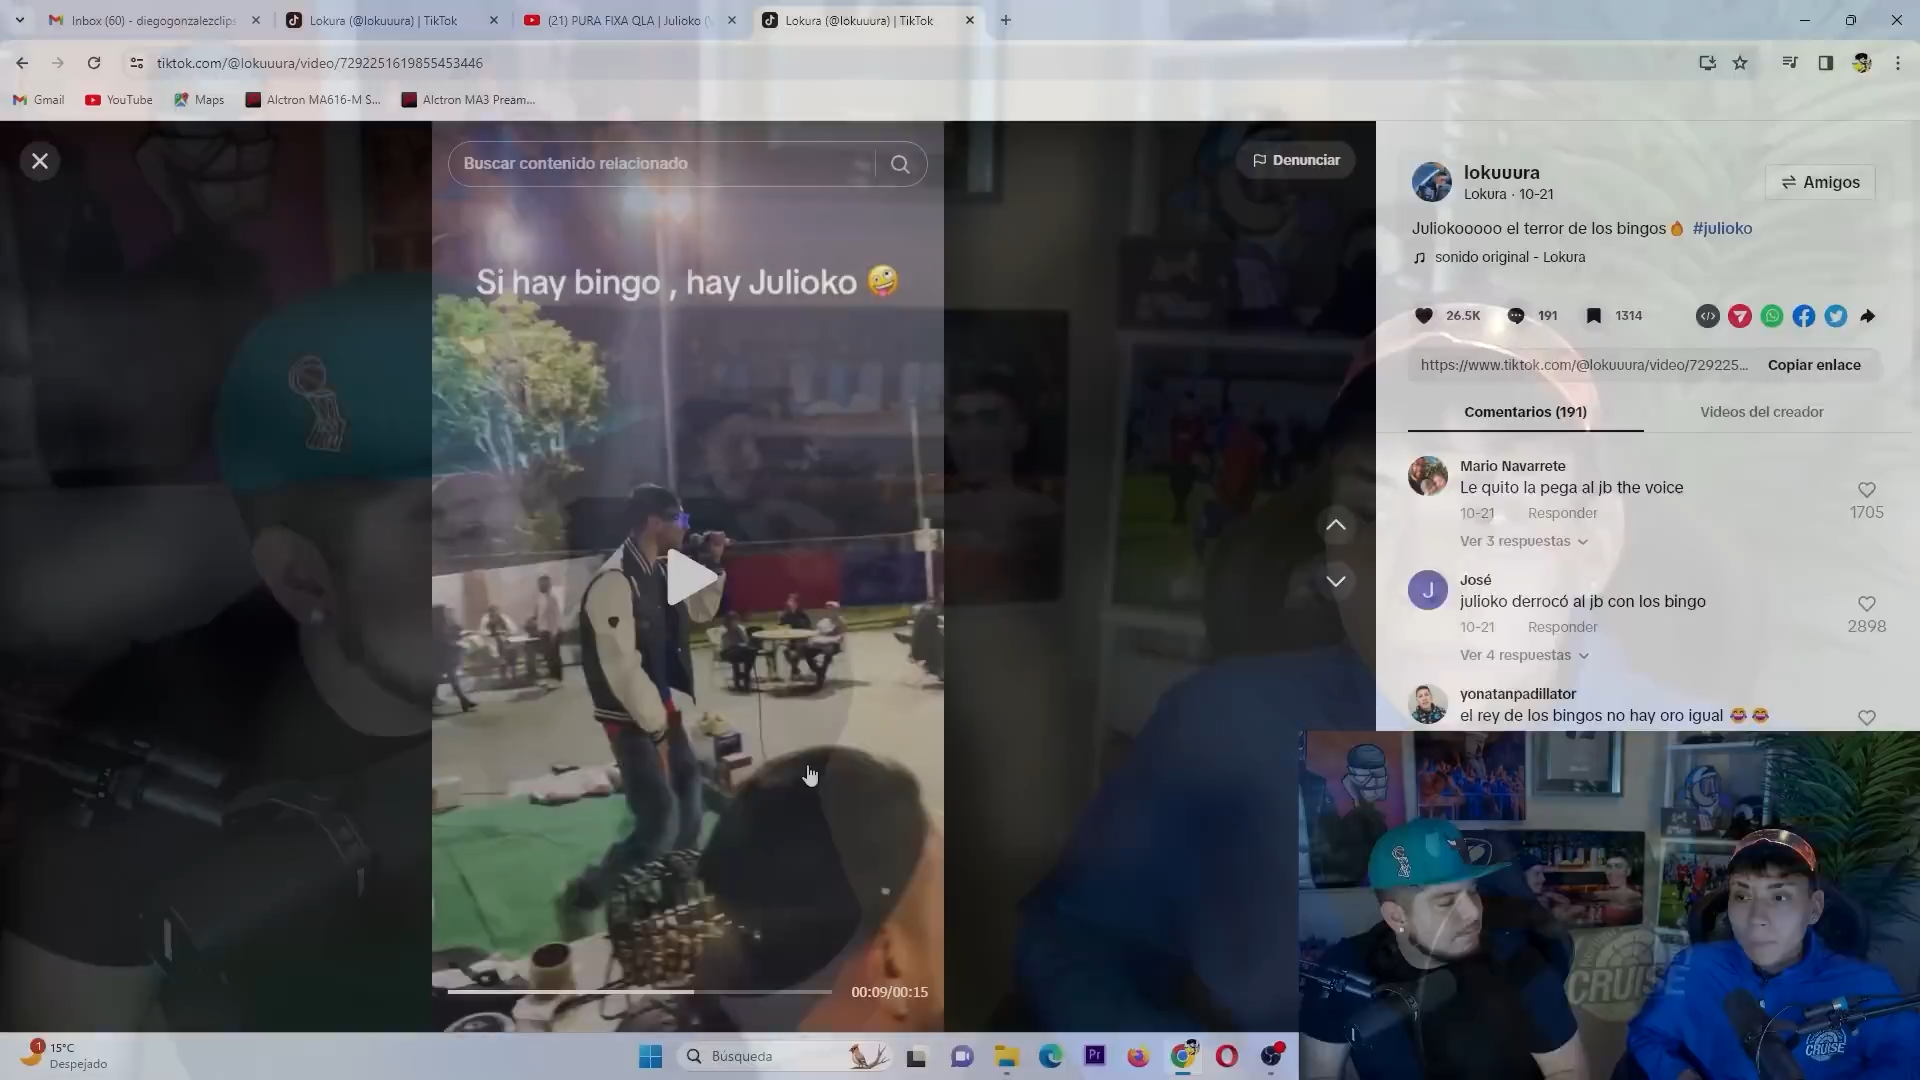 Inbox (60) - diegogonzalezclips
Lokura (@lokuuura) | TikTok
(21) PURA FIXA QLA | Julioko (
Lokura (@lokuuura) | TikTok
tiktok.com/@lokuuura/video/7292251619855453446
Gmail
YouTube
Maps
Alctron MA616-M S...
Alctron MA3 Pream...
Buscar contenido relacionado
Denunciar
Si hay bingo , hay Julioko 🤪
00:09/00:15
lokuuura
Lokura · 10-21
Amigos
Juliokooooo el terror de los bingos🔥 #julioko
sonido original - Lokura
26.5K
191
1314
https://www.tiktok.com/@lokuuura/video/729225...
Copiar enlace
Comentarios (191)
Videos del creador
Mario Navarrete
Le quito la pega al jb the voice
10-21 Responder
1705
Ver 3 respuestas
J
José
julioko derrocó al jb con los bingo
10-21 Responder
2898
Ver 4 respuestas
yonatanpadillator
el rey de los bingos no hay oro igual 😂😂
CRUISE
CRUISE
1
15°C
Despejado
Búsqueda
Pr